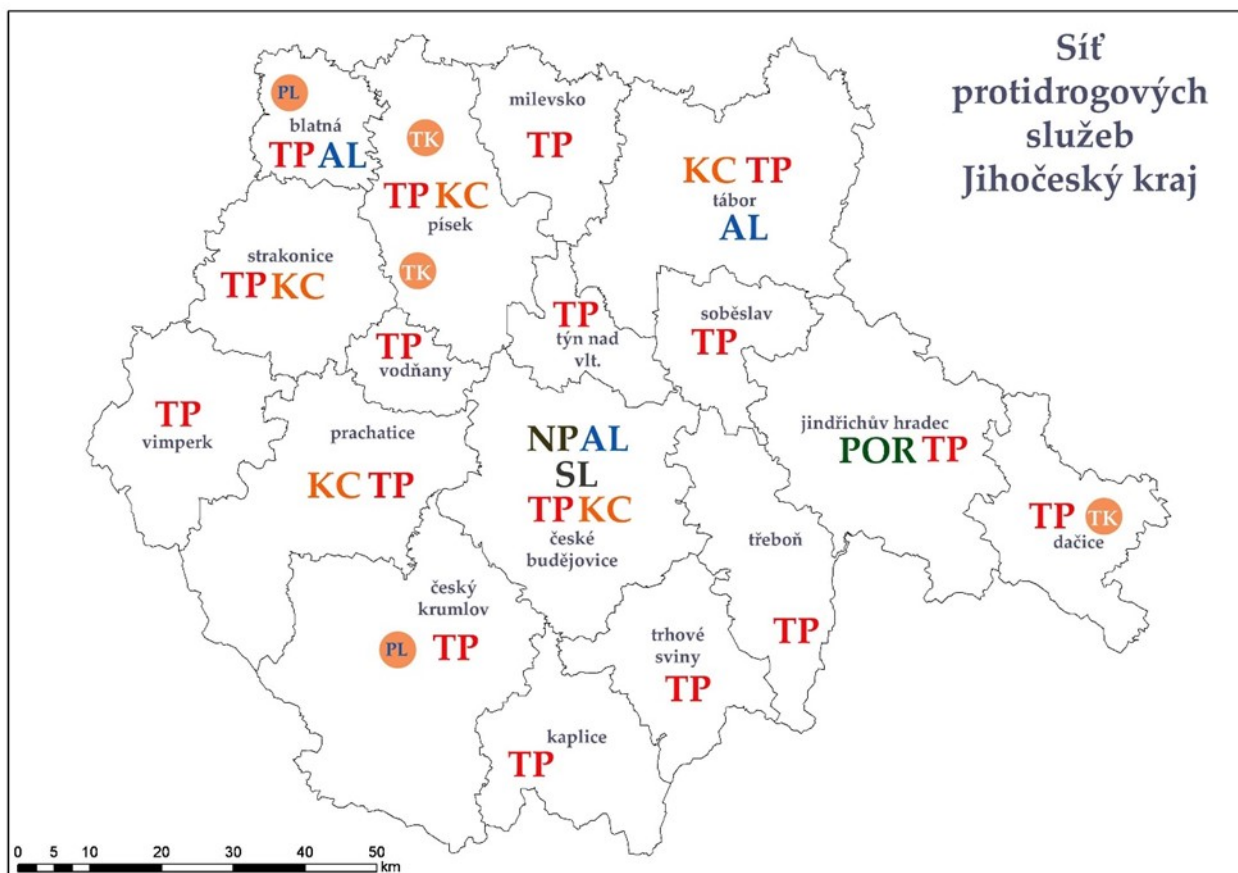 Síť
protidrogových
služeb
Jihočeský kraj
PL
blatná
TP AL
TK
TP KC
písek
TK
milevsko
TP
KC TP
tábor
AL
strakonice
TP KC
TP
vodňany
TP
týn nad
vlt.
soběslav
TP
TP
vimperk
prachatice
KC TP
NP AL
SL
TP KC
české
budějovice
jindřichův hradec
POR TP
TP TK
dačice
třeboň
TP
český
krumlov
PL TP
trhové
sviny
TP
kaplice
TP
0 5 10 20 30 40 50
km